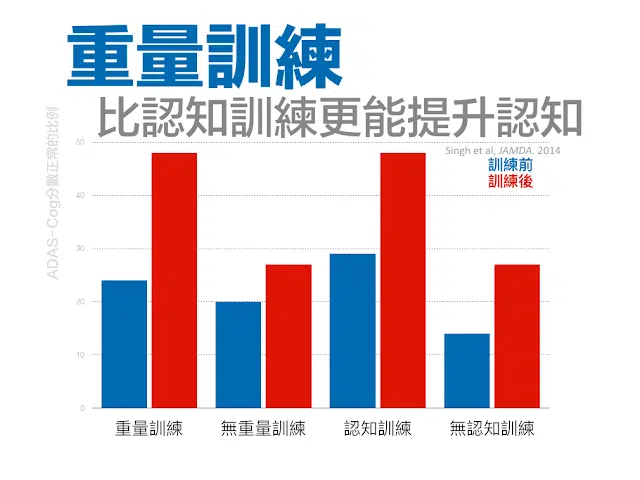 重量訓練
比認知訓練更能提升認知
Singh et al, JAMDA. 2014
訓練前
訓練後
ADAS-Cog分數正常的比例
50
40
30
20
10
0
重量訓練
無重量訓練
認知訓練
無認知訓練